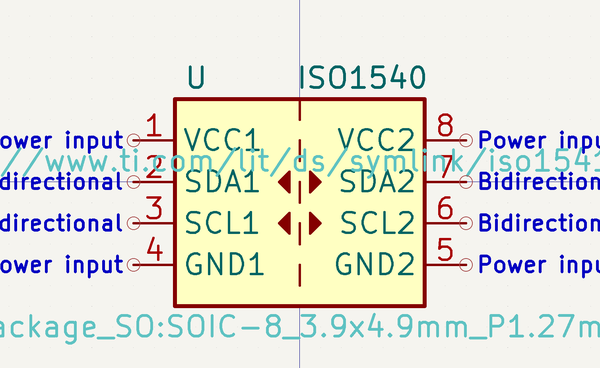 U ISO1540
ower input 1 VCC1 VCC2 8 Power inpu
//www.ti.com/lit/ds/symlink/iso1541
directional 2 SDA1 SDA2 7 Bidirection
directional 3 SCL1 SCL2 6 Bidirection
ower input 4 GND1 GND2 5 Power inpu
ackage_SO:SOIC-8_3.9x4.9mm_P1.27m